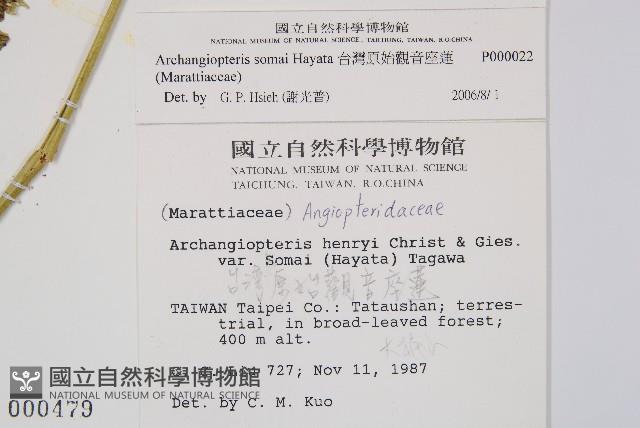 國立自然科學博物館
NATIONAL MUSEUM OF NATURAL SCIENCE, TAICHUNG, TAIWAN, R.O.CHINA
Archangiopteris somai Hayata 台灣原始觀音座蓮 P000022
(Marattiaceae)
Det. by G. P. Hsieh (謝光普) 2006/8/1
國立自然科學博物館
NATIONAL MUSEUM OF NATURAL SCIENCE
TAICHUNG, TAIWAN, R.O.CHINA
(Marattiaceae) Angiopteridaceae
Archangiopteris henryi Christ & Gies.
var. Somai (Hayata) Tagawa
台灣原始觀音座蓮
TAIWAN Taipei Co.: Tataushan; terres-
trial, in broad-leaved forest;
400 m alt.
727; Nov 11, 1987
國立自然科學博物館
NATIONAL MUSEUM OF NATURAL SCIENCE
000479
Det. by C. M. Kuo